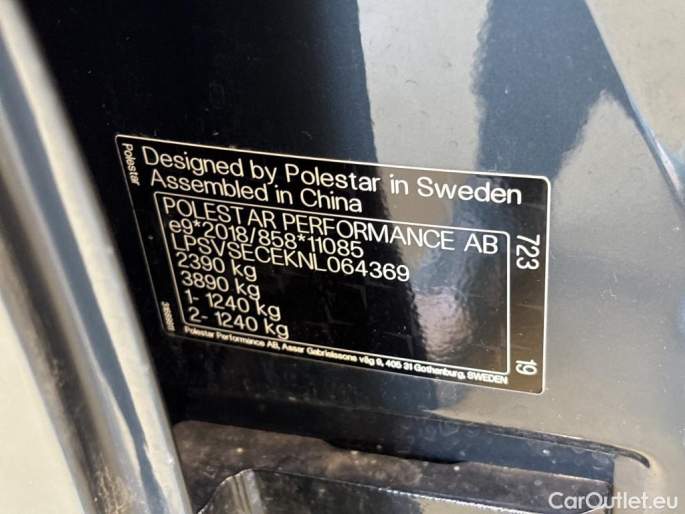 Polestar
Designed by Polestar in Sweden
Assembled in China
POLESTAR PERFORMANCE AB
e9*2018/858*11085
LPSVSECEKNL064369
2390 kg
3890 kg
1- 1240 kg
2- 1240 kg
723
19
Polestar Performance AB, Assar Gabrielssons väg 9, 405 31 Gothenburg, SWEDEN
CarOutlet.eu